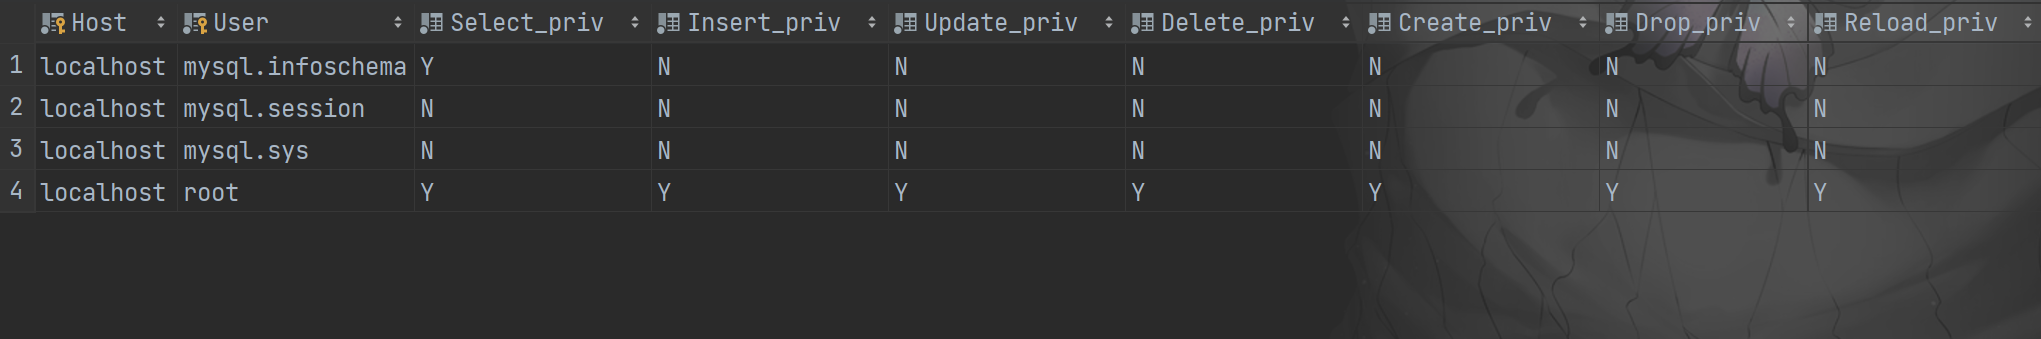 Host User Select_priv Insert_priv Update_priv Delete_priv Create_priv Drop_priv Reload_priv
1 localhost mysql.infoschema Y N N N N N N
2 localhost mysql.session N N N N N N N
3 localhost mysql.sys N N N N N N N
4 localhost root Y Y Y Y Y Y Y